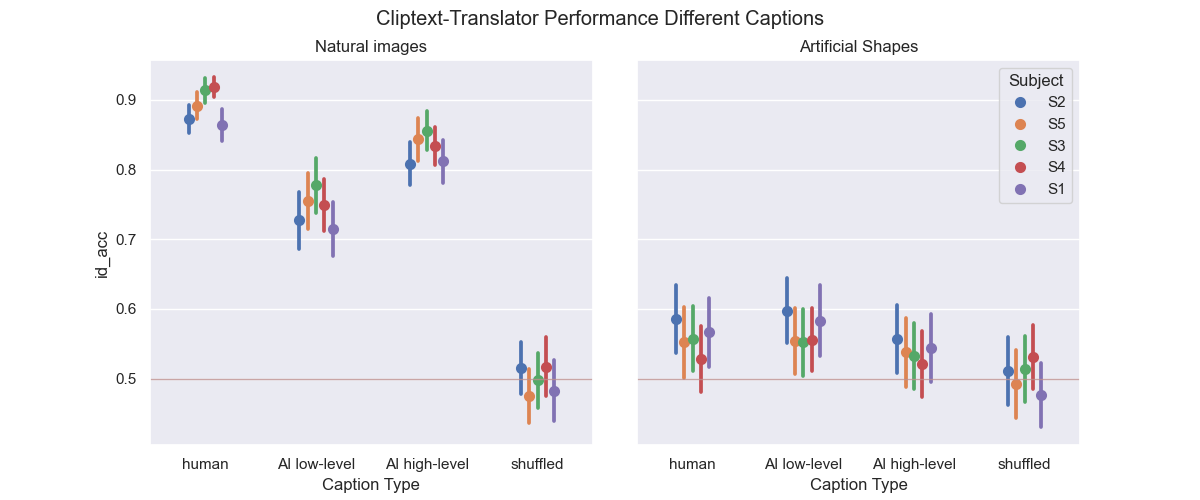 Cliptext-Translator Performance Different Captions
Natural images
Artificial Shapes
id_acc
0.9
0.8
0.7
0.6
0.5
human
AI low-level
AI high-level
shuffled
Caption Type
human
AI low-level
AI high-level
shuffled
Caption Type
Subject
S2
S5
S3
S4
S1